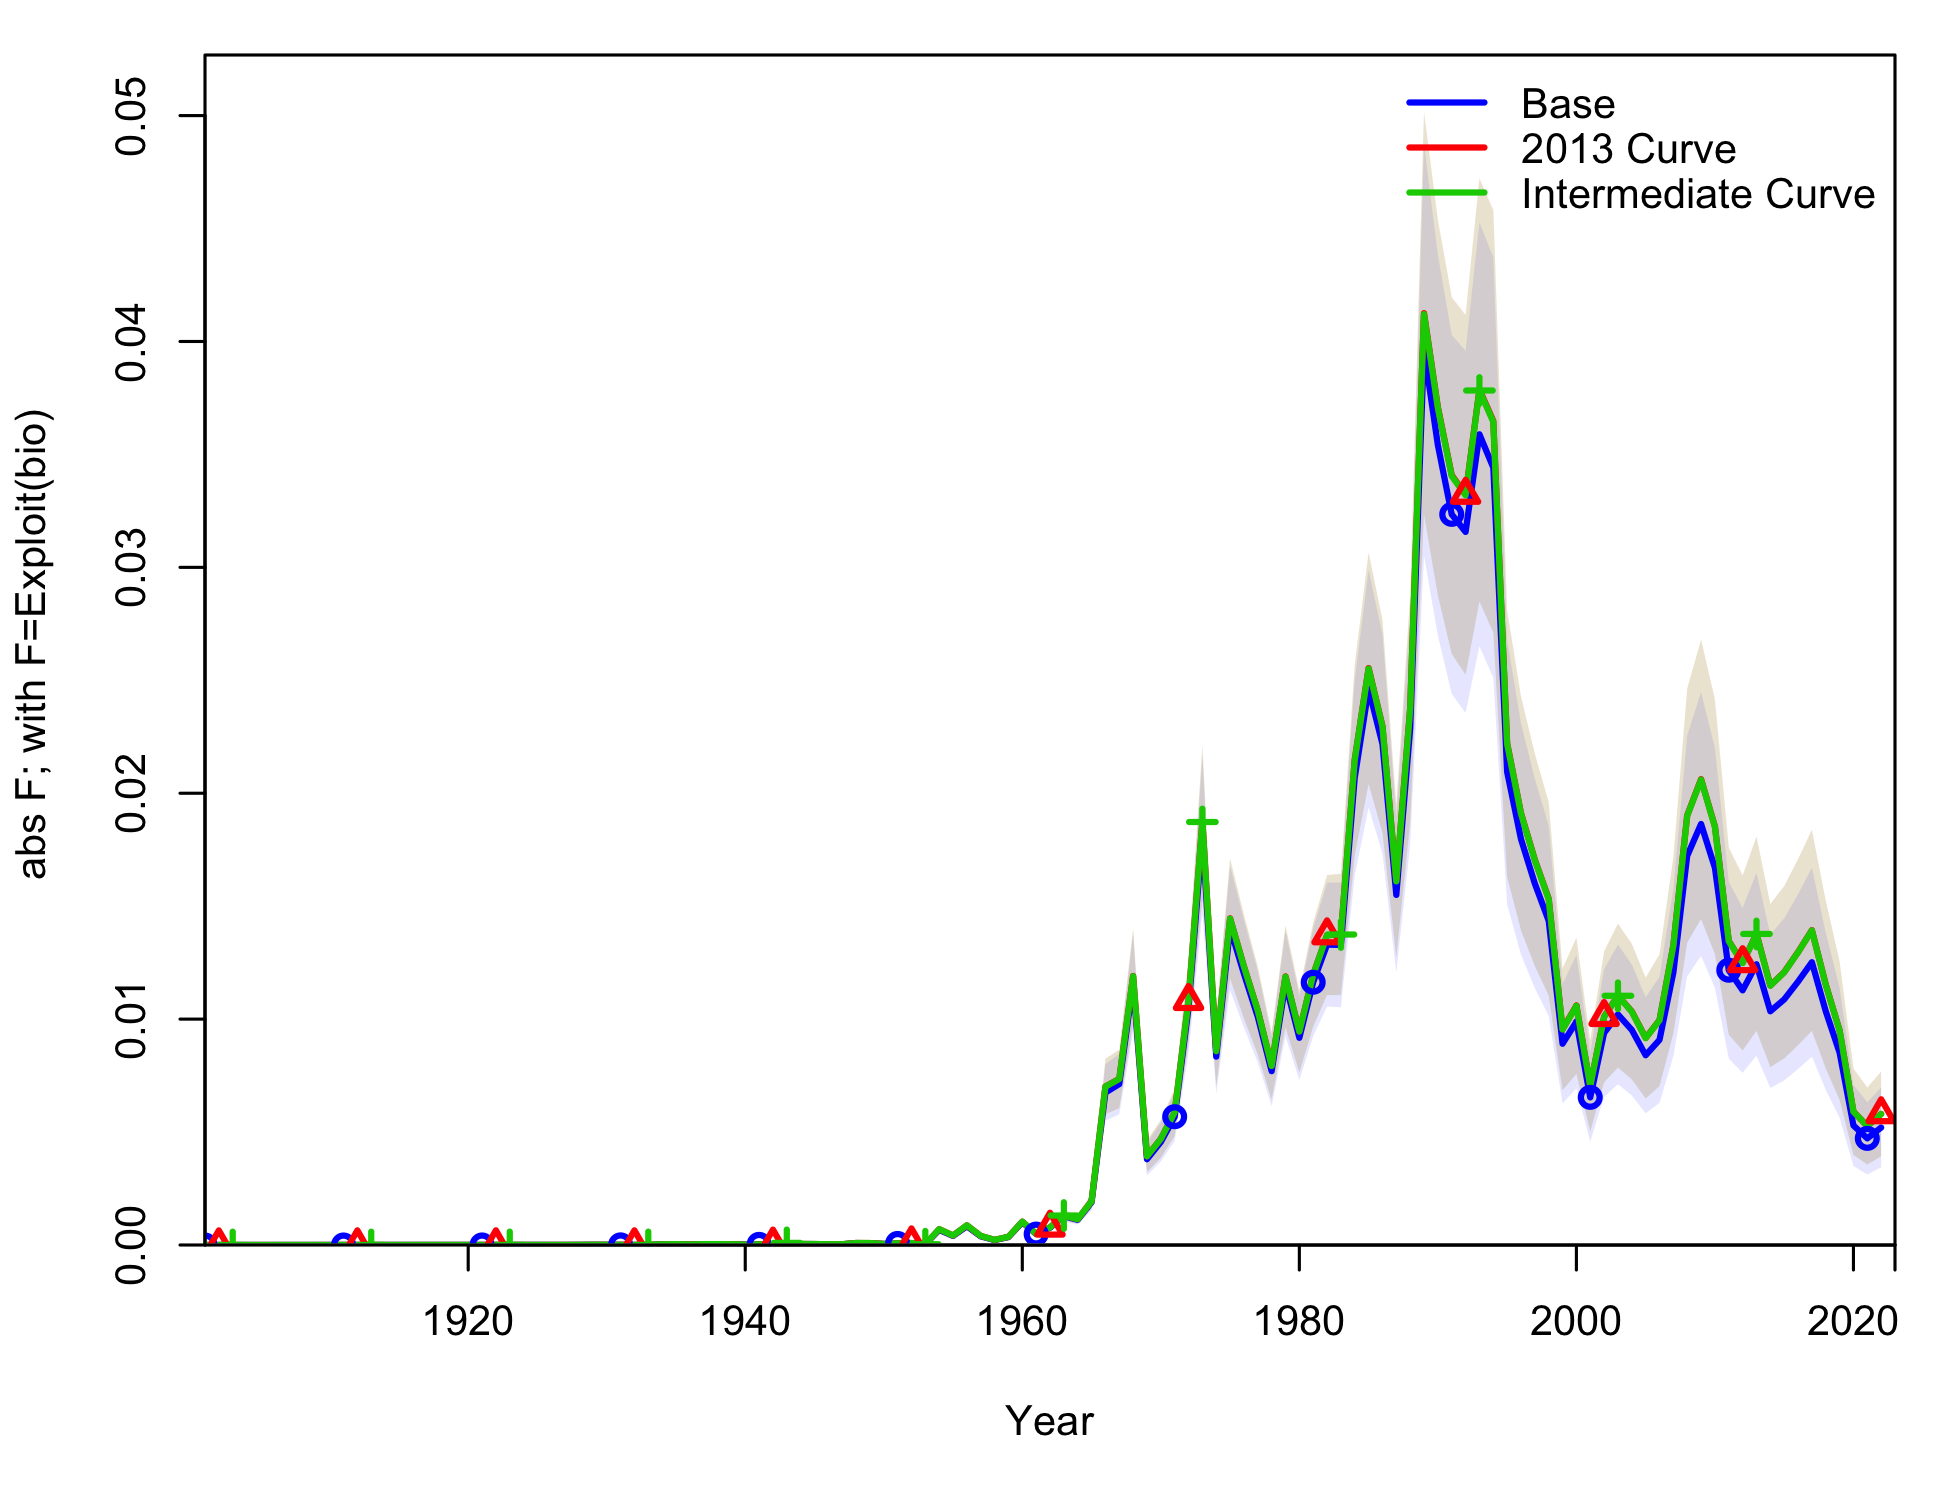 Base
2013 Curve
Intermediate Curve
abs F; with F=Exploit(bio)
0.05
0.04
0.03
0.02
0.01
0.00
1920 1940 1960 1980 2000 2020
Year